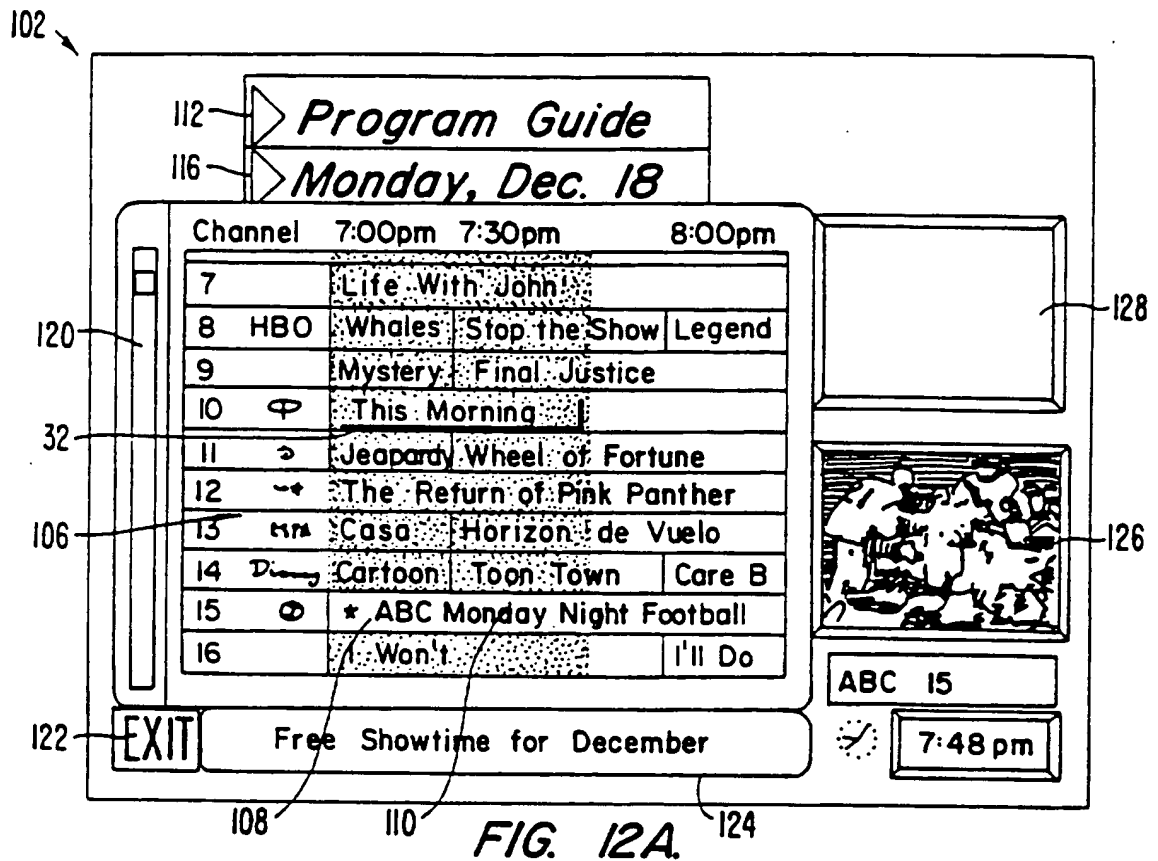 102
112
Program Guide
116
Monday, Dec. 18
Channel 7:00pm 7:30pm 8:00pm
7 Life With John
8 HBO Whales Stop the Show Legend
128
120
9 Mystery Final Justice
10 This Morning
32
11 Jeapardy Wheel of Fortune
12 The Return of Pink Panther
106
13 Casa Horizon de Vuelo
126
14 Disney Cartoon Toon Town Care B
15 * ABC Monday Night Football
16 I Won't I'll Do
ABC 15
122
EXIT
Free Showtime for December
7:48 pm
108
110
124
FIG. 12A.